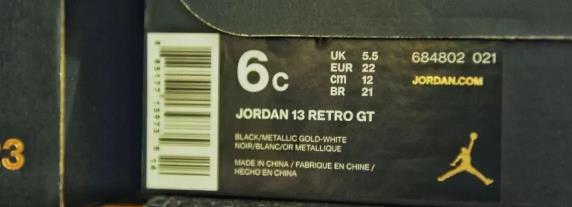 3
6c
UK 5.5
EUR 22
cm 12
BR 21
684802 021
JORDAN.COM
JORDAN 13 RETRO GT
BLACK/METALLIC GOLD-WHITE
NOIR/BLANC/OR METALLIQUE
MADE IN CHINA / FABRIQUE EN CHINE /
HECHO EN CHINA